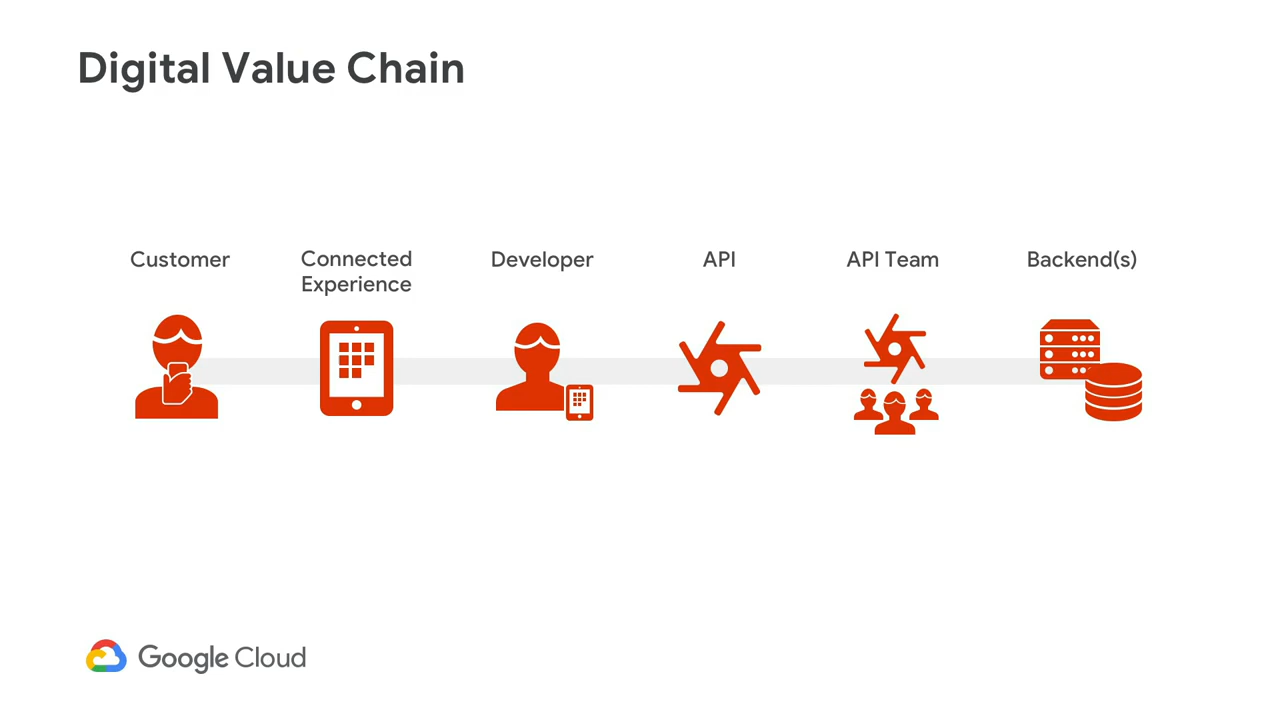 Digital Value Chain
Customer
Connected
Experience
Developer
API
API Team
Backend(s)
Google Cloud